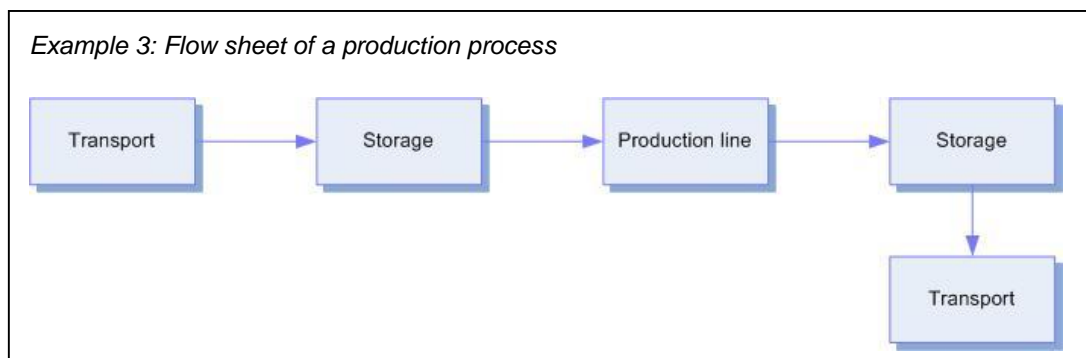 Example 3: Flow sheet of a production process
Transport
Storage
Production line
Storage
Transport